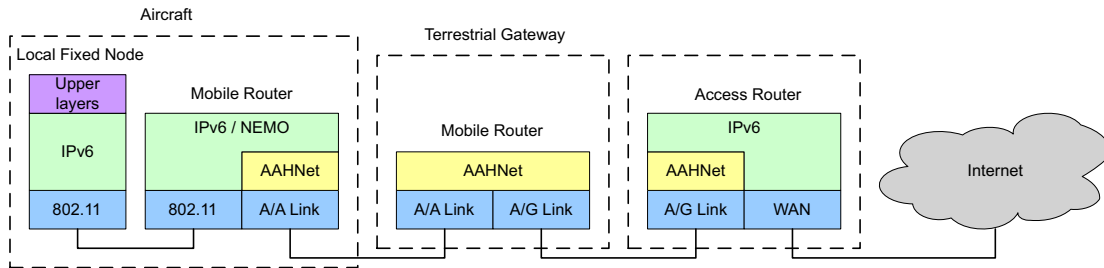 Aircraft
Terrestrial Gateway
Local Fixed Node
Upper
layers
Mobile Router
Access Router
IPv6 / NEMO
Mobile Router
IPv6
IPv6
AAHNet
AAHNet
AAHNet
Internet
802.11
802.11
A/A Link
A/A Link
A/G Link
A/G Link
WAN